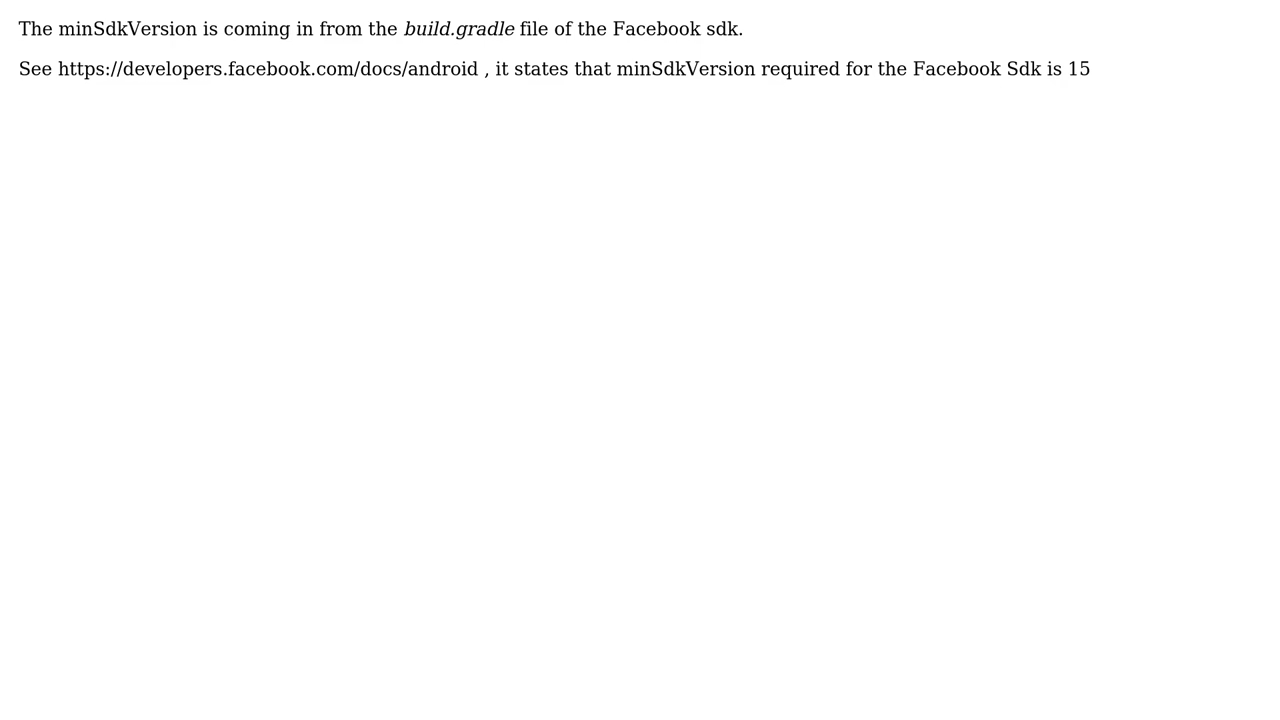 The minSdkVersion is coming in from the build.gradle file of the Facebook sdk.
See https://developers.facebook.com/docs/android , it states that minSdkVersion required for the Facebook Sdk is 15